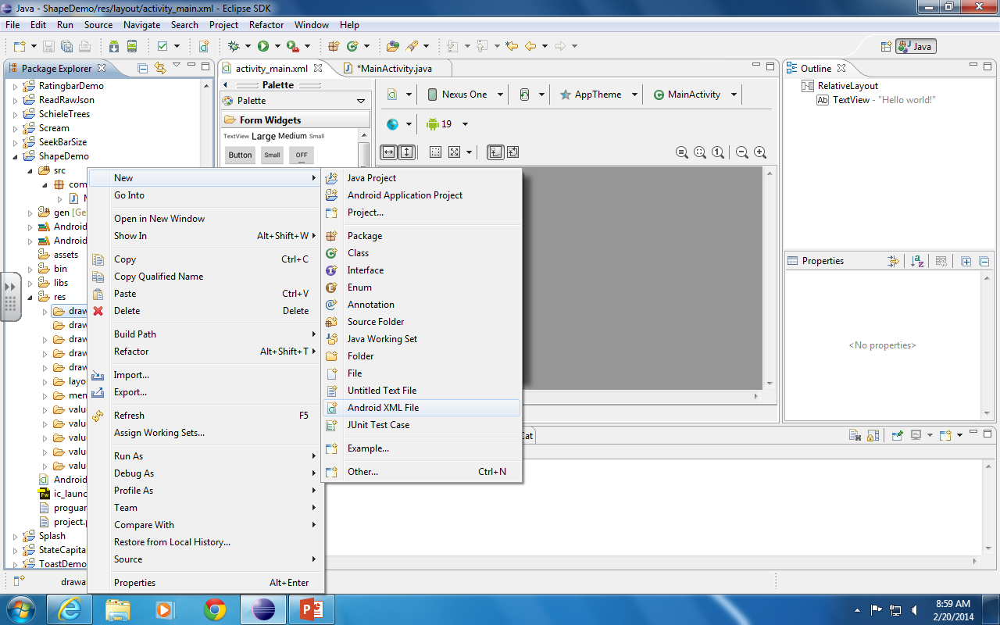 Java - ShapeDemo/res/layout/activity_main.xml - Eclipse SDK
File Edit Run Source Navigate Search Project Refactor Window Help
Java
Package Explorer
RatingbarDemo
ReadRawJson
SchieleTrees
Scream
SeekBarSize
ShapeDemo
src
com
gen [Ge
Android
Android
assets
bin
libs
res
draw
draw
draw
draw
draw
layo
men
valu
valu
valu
valu
valu
Android
ic_launc
proguar
project.p
Splash
StateCapita
ToastDemo
New
Go Into
Open in New Window
Show In Alt+Shift+W
Copy Ctrl+C
Copy Qualified Name
Paste Ctrl+V
Delete Delete
Build Path
Refactor Alt+Shift+T
Import...
Export...
Refresh F5
Assign Working Sets...
Run As
Debug As
Profile As
Team
Compare With
Restore from Local History...
Source
Properties Alt+Enter
Java Project
Android Application Project
Project...
Package
Class
Interface
Enum
Annotation
Source Folder
Java Working Set
Folder
File
Untitled Text File
Android XML File
JUnit Test Case
Example...
Other... Ctrl+N
activity_main.xml *MainActivity.java
Palette
Palette
Form Widgets
TextView Large Medium Small
Button Small OFF
Nexus One AppTheme MainActivity
19
1
Outline
RelativeLayout
Ab TextView - "Hello world!"
Properties
<No properties>
Cat
drawa
8:59 AM
2/20/2014